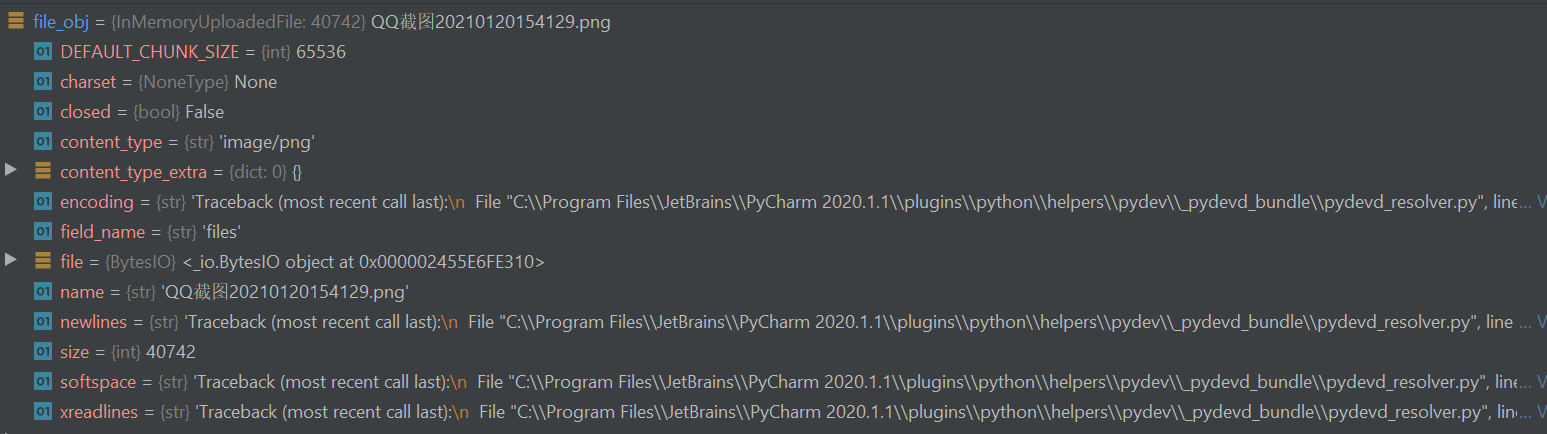 file_obj = {InMemoryUploadedFile: 40742} QQ截图20210120154129.png
01 DEFAULT_CHUNK_SIZE = {int} 65536
01 charset = {NoneType} None
01 closed = {bool} False
01 content_type = {str} 'image/png'
content_type_extra = {dict: 0} {}
01 encoding = {str} 'Traceback (most recent call last):\n  File "C:\\Program Files\\JetBrains\\PyCharm 2020.1.1\\plugins\\python\\helpers\\pydev\\_pydevd_bundle\\pydevd_resolver.py", line... V
01 field_name = {str} 'files'
file = {BytesIO} <_io.BytesIO object at 0x000002455E6FE310>
01 name = {str} 'QQ截图20210120154129.png'
01 newlines = {str} 'Traceback (most recent call last):\n  File "C:\\Program Files\\JetBrains\\PyCharm 2020.1.1\\plugins\\python\\helpers\\pydev\\_pydevd_bundle\\pydevd_resolver.py", line ... V
01 size = {int} 40742
01 softspace = {str} 'Traceback (most recent call last):\n  File "C:\\Program Files\\JetBrains\\PyCharm 2020.1.1\\plugins\\python\\helpers\\pydev\\_pydevd_bundle\\pydevd_resolver.py", line... V
01 xreadlines = {str} 'Traceback (most recent call last):\n  File "C:\\Program Files\\JetBrains\\PyCharm 2020.1.1\\plugins\\python\\helpers\\pydev\\_pydevd_bundle\\pydevd_resolver.py", line... V